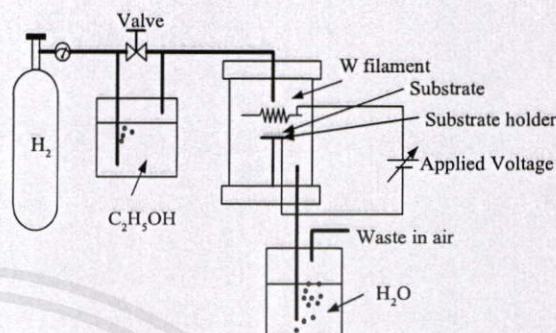 Valve
W filament
Substrate
Substrate holder
H₂
Applied Voltage
C₂H₅OH
Waste in air
H₂O